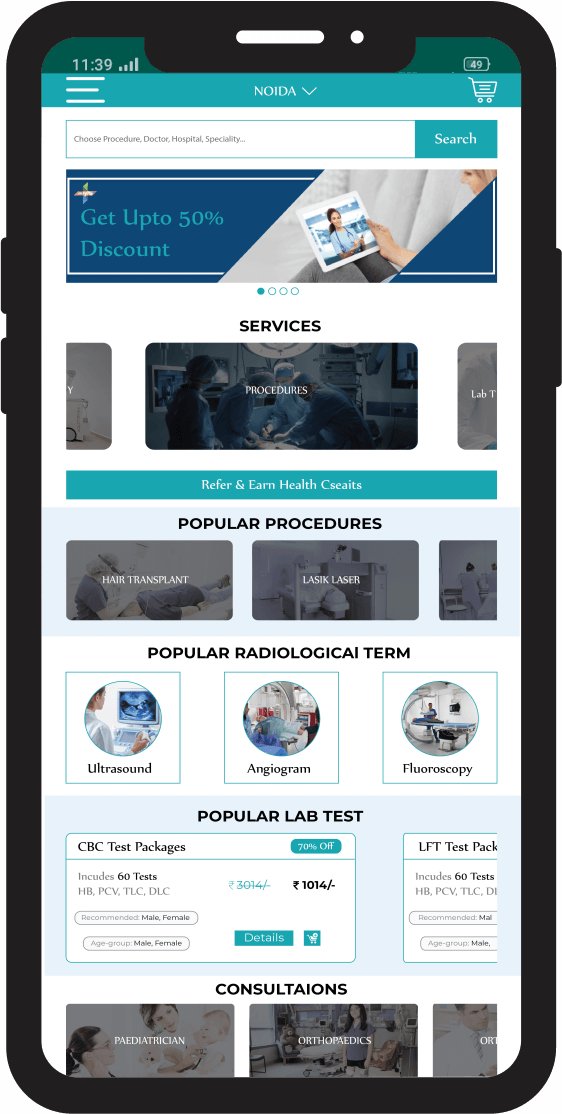 11:39
49
NOIDA
Choose Procedure, Doctor, Hospital, Speciality...
Search
Get Upto 50%
Discount
SERVICES
Y
PROCEDURES
Lab T
Refer & Earn Health Cseaits
POPULAR PROCEDURES
HAIR TRANSPLANT
LASIK LASER
POPULAR RADIOLOGICAl TERM
Ultrasound
Angiogram
Fluoroscopy
POPULAR LAB TEST
CBC Test Packages
70% Off
Incudes 60 Tests
HB, PCV, TLC, DLC
₹ 3014/-
₹ 1014/-
Recommended: Male, Female
Age-group: Male, Female
Details
LFT Test Pack
Incudes 60 Tests
HB, PCV, TLC, DL
Recommended: Mal
Age-group: Male,
CONSULTAIONS
PAEDIATRICIAN
ORTHOPAEDICS
ORT